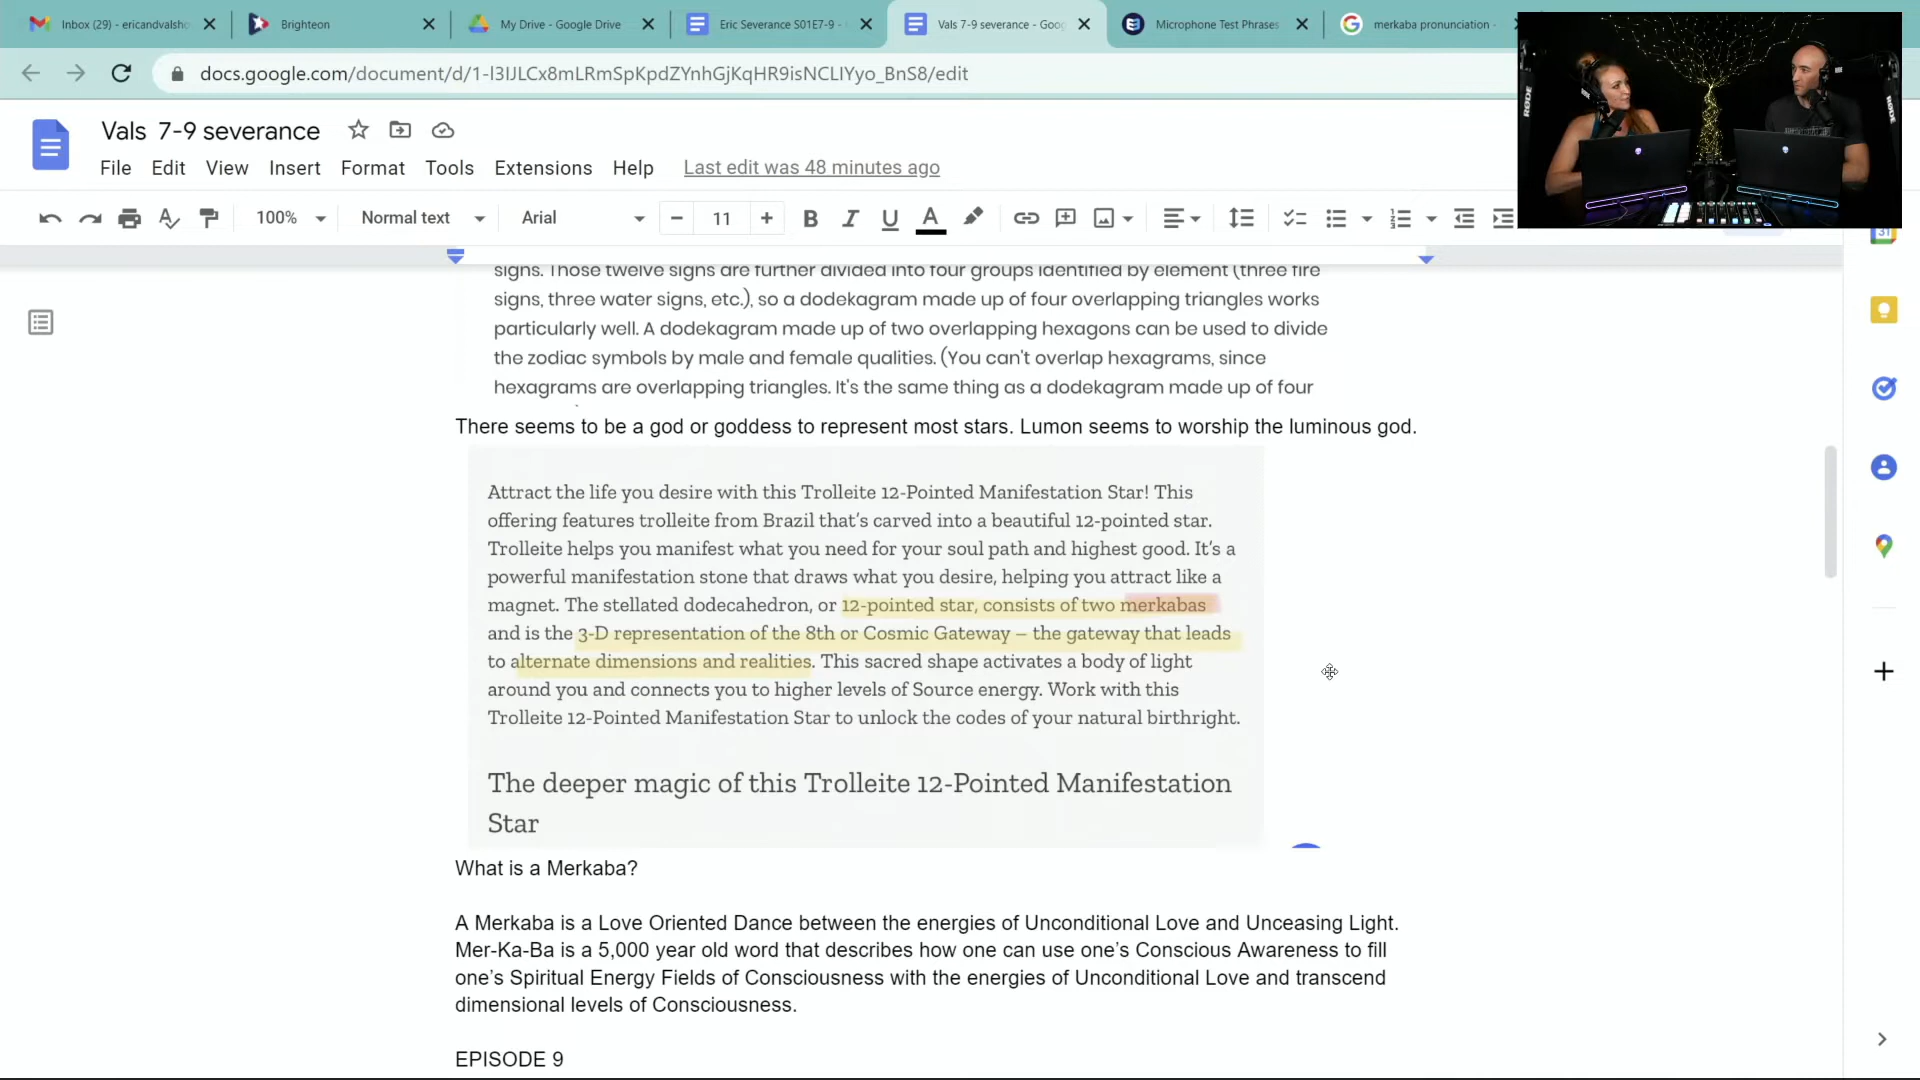 Inbox (29) - ericandvalsho
Brighteon
My Drive - Google Drive
Eric Severance S01E7-9 -
Vals 7-9 severance - Goog
Microphone Test Phrases
merkaba pronunciation -
docs.google.com/document/d/1-l3IJLCx8mLRmSpKpdZYnhGjKqHR9isNCLIYyo_BnS8/edit
Vals 7-9 severance
File Edit View Insert Format Tools Extensions Help Last edit was 48 minutes ago
100% Normal text Arial 11
RODE
RODE
31
signs. Those twelve signs are further divided into four groups identified by element (three fire
signs, three water signs, etc.), so a dodekagram made up of four overlapping triangles works
particularly well. A dodekagram made up of two overlapping hexagons can be used to divide
the zodiac symbols by male and female qualities. (You can't overlap hexagrams, since
hexagrams are overlapping triangles. It's the same thing as a dodekagram made up of four
There seems to be a god or goddess to represent most stars. Lumon seems to worship the luminous god.
Attract the life you desire with this Trolleite 12-Pointed Manifestation Star! This
offering features trolleite from Brazil that's carved into a beautiful 12-pointed star.
Trolleite helps you manifest what you need for your soul path and highest good. It's a
powerful manifestation stone that draws what you desire, helping you attract like a
magnet. The stellated dodecahedron, or 12-pointed star, consists of two merkabas
and is the 3-D representation of the 8th or Cosmic Gateway – the gateway that leads
to alternate dimensions and realities. This sacred shape activates a body of light
around you and connects you to higher levels of Source energy. Work with this
Trolleite 12-Pointed Manifestation Star to unlock the codes of your natural birthright.
The deeper magic of this Trolleite 12-Pointed Manifestation
Star
What is a Merkaba?
A Merkaba is a Love Oriented Dance between the energies of Unconditional Love and Unceasing Light.
Mer-Ka-Ba is a 5,000 year old word that describes how one can use one's Conscious Awareness to fill
one's Spiritual Energy Fields of Consciousness with the energies of Unconditional Love and transcend
dimensional levels of Consciousness.
EPISODE 9